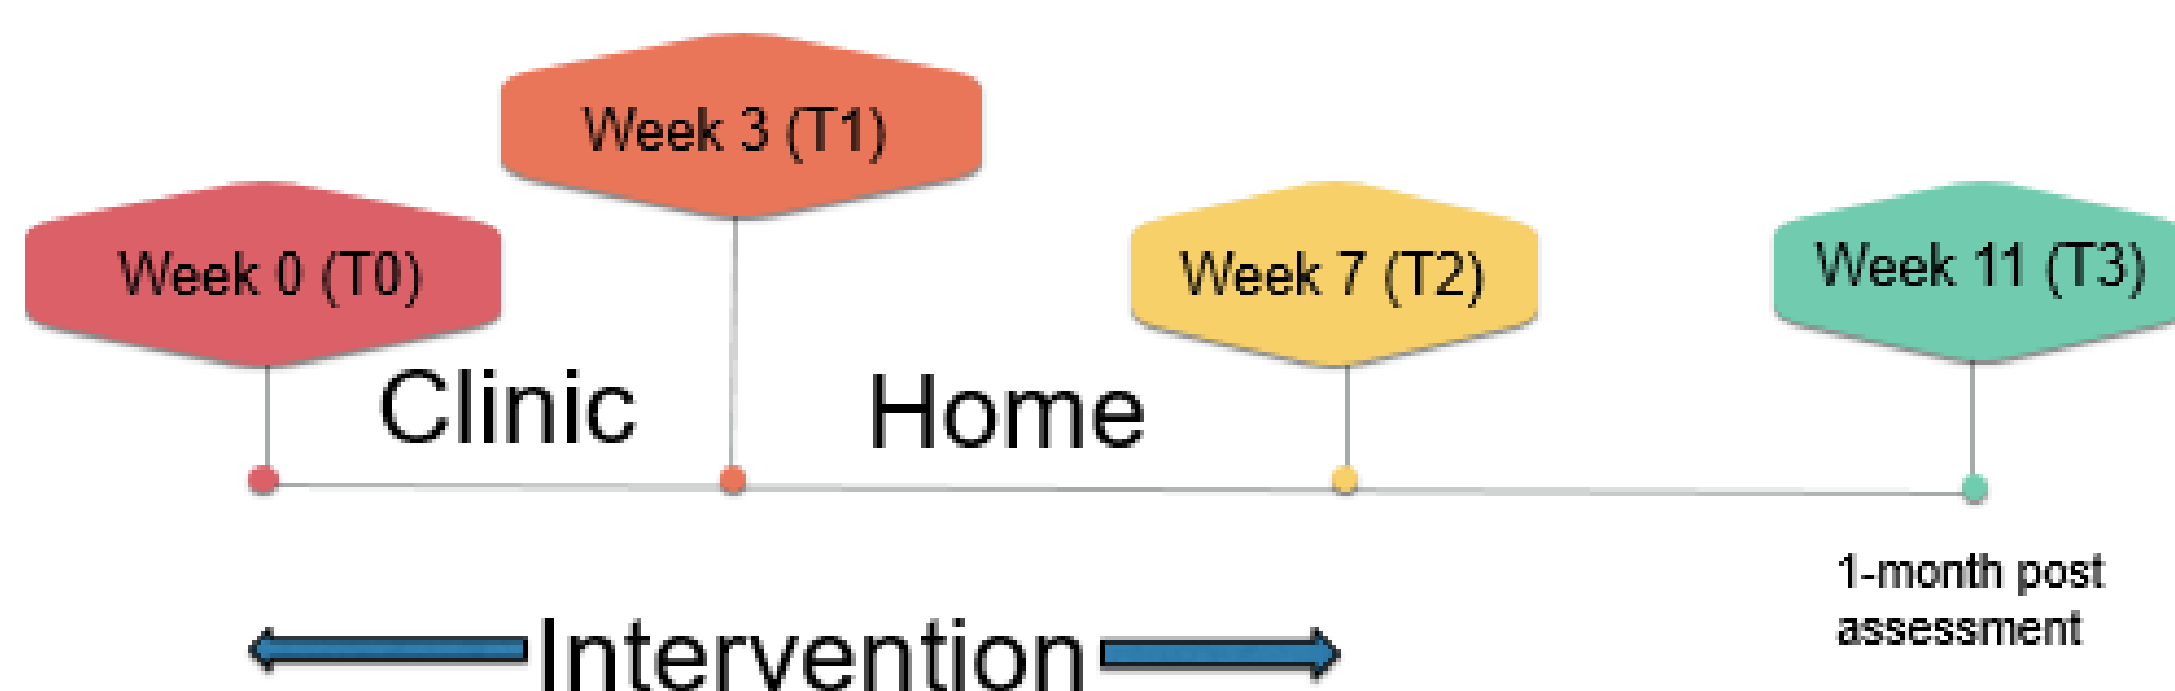 Week 3 (T1)
Week 0 (T0)
Week 7 (T2)
Week 11 (T3)
Clinic
Home
1-month post
assessment
Intervention